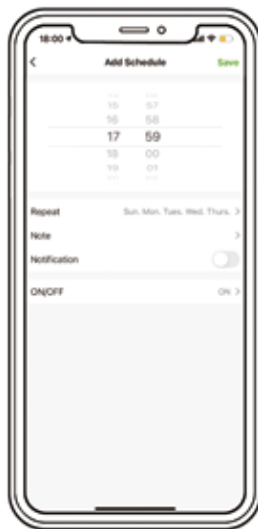 18:00
Add Schedule Save
15 57
16 58
17 59
18 00
19 01
Repeat Sun. Mon. Tues. Wed. Thurs.
Note
Notification
ON/OFF ON